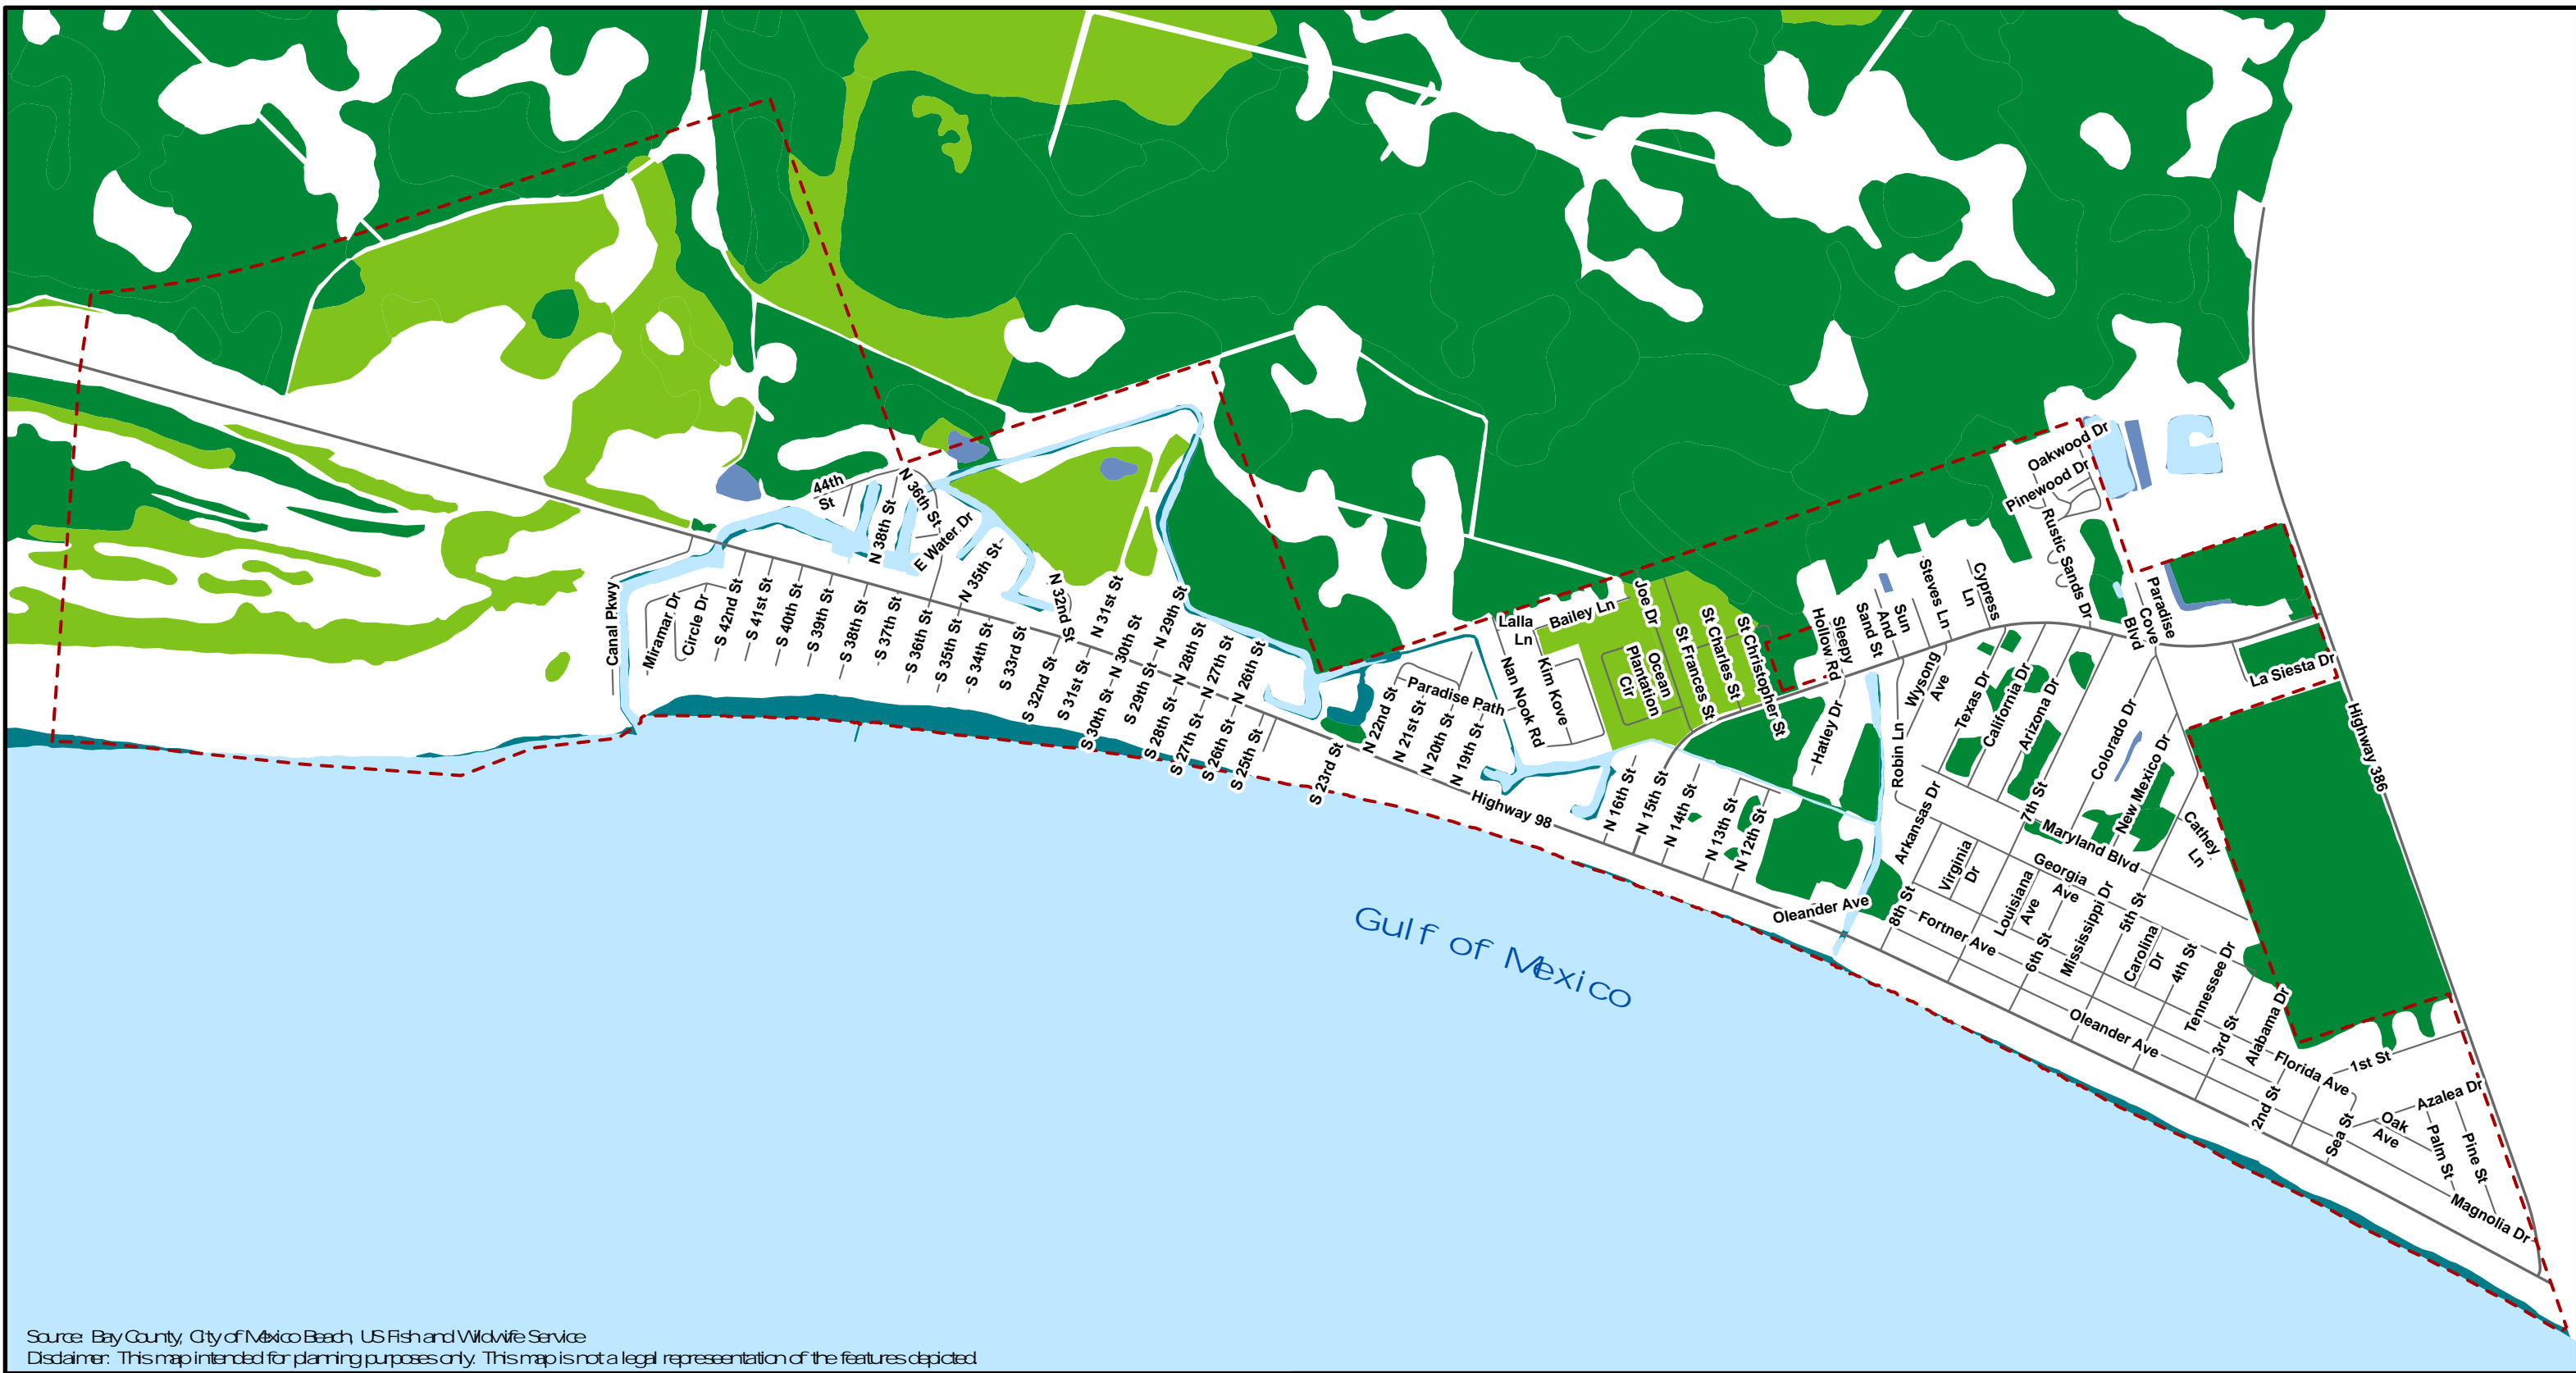 44th
St
N 38th St
N 36th St
E Water Dr
N 35th St
N 32nd St
N 31st St
N 30th St
N 29th St
N 28th St
N 27th St
N 26th St
Canal Pkwy
Miramar Dr
Circle Dr
S 42nd St
S 41st St
S 40th St
S 39th St
S 38th St
S 37th St
S 36th St
S 35th St
S 34th St
S 33rd St
S 32nd St
S 31st St
S 30th St
S 29th St
S 28th St
S 27th St
S 26th St
S 25th St
S 23rd St
N 22nd St
N 21st St
N 20th St
N 19th St
Paradise Path
Highway 98
Lalla
Ln
Bailey Ln
Nan Nook Rd
Kim Kove
Joe Dr
Ocean
Plantation
Cir
St Frances St
St Charles St
St Christopher St
N 16th St
N 15th St
N 14th St
N 13th St
N 12th St
Hatley Dr
Sleepy
Hollow Rd
Sun
And
Sand St
Steves Ln
Cypress
Ln
Oakwood Dr
Pinewood Dr
Rustic Sands Dr
Paradise
Cove
Blvd
La Siesta Dr
Highway 386
Robin Ln
Wysong
Ave
Texas Dr
California Dr
Arizona Dr
Colorado Dr
New Mexico Dr
Cathey
Ln
Arkansas Dr
Virginia
Dr
7th St
Maryland Blvd
Georgia
Ave
Louisiana
Ave
Mississippi Dr
5th St
Carolina
Dr
4th St
Tennessee Dr
3rd St
Alabama Dr
8th St
Fortner Ave
6th St
Oleander Ave
Oleander Ave
Florida Ave
1st St
2nd St
Sea St
Oak
Ave
Azalea Dr
Palm St
Pine St
Magnolia Dr
Gulf of Mexico
Source: Bay County, City of Mexico Beach, US Fish and Wildwife Service
Disclaimer: This map intended for planning purposes only. This map is not a legal represeentation of the features depicted.